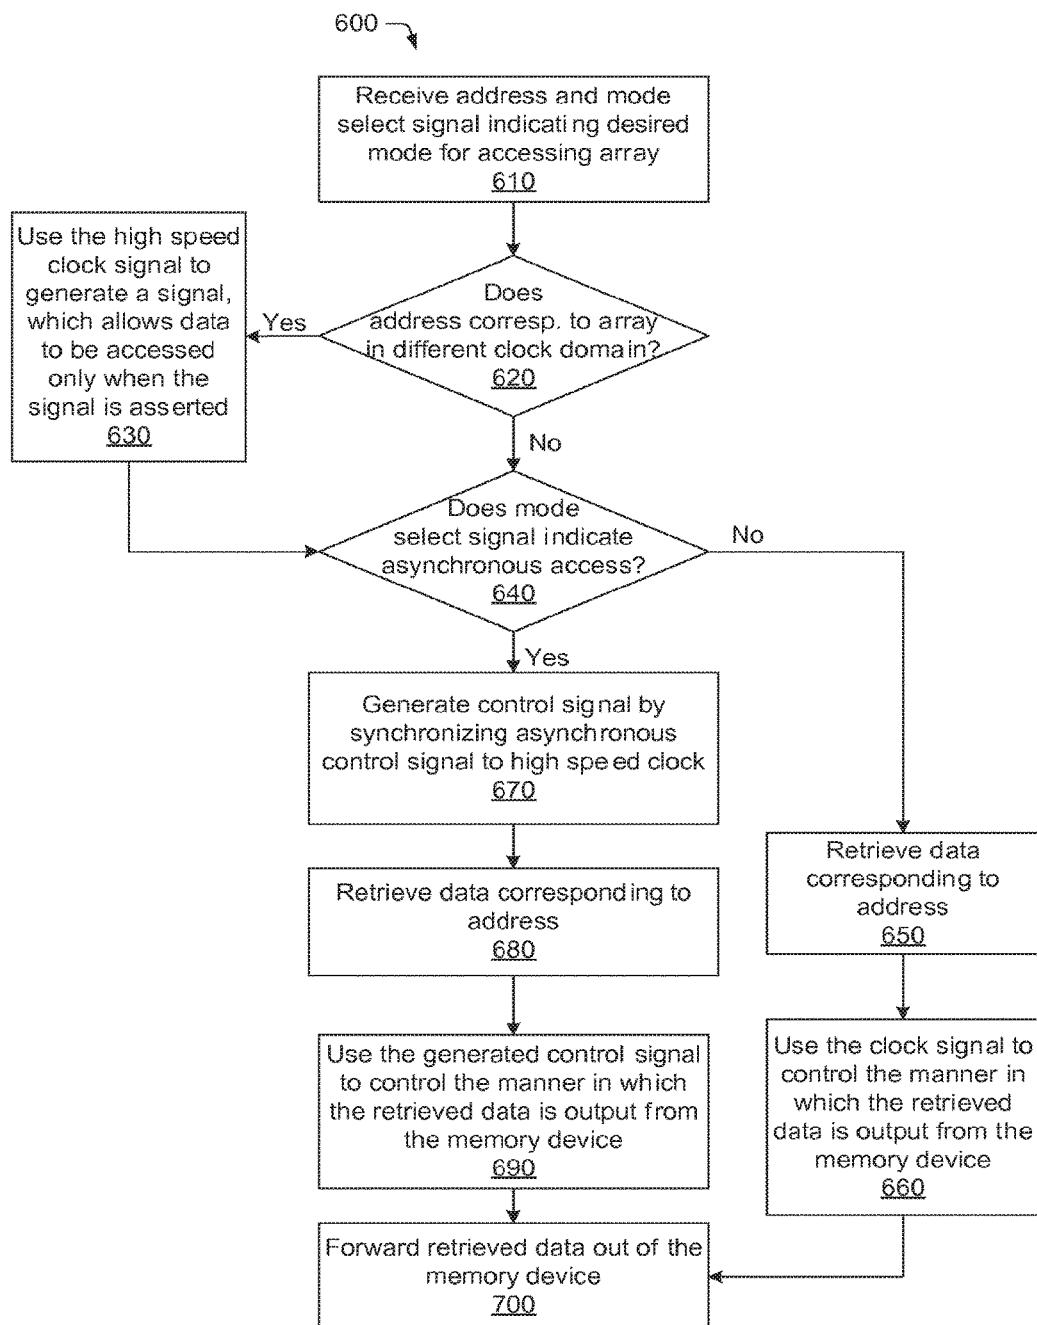 600
Receive address and mode
select signal indicating desired
mode for accessing array
610
Use the high speed
clock signal to
generate a signal,
which allows data
to be accessed
only when the
signal is asserted
630
Yes
Does
address corresp. to array
in different clock domain?
620
No
Does mode
select signal indicate
asynchronous access?
640
No
Yes
Generate control signal by
synchronizing asynchronous
control signal to high speed clock
670
Retrieve data corresponding to
address
680
Retrieve data
corresponding to
address
650
Use the generated control signal
to control the manner in which
the retrieved data is output from
the memory device
690
Use the clock signal to
control the manner in
which the retrieved
data is output from the
memory device
660
Forward retrieved data out of the
memory device
700